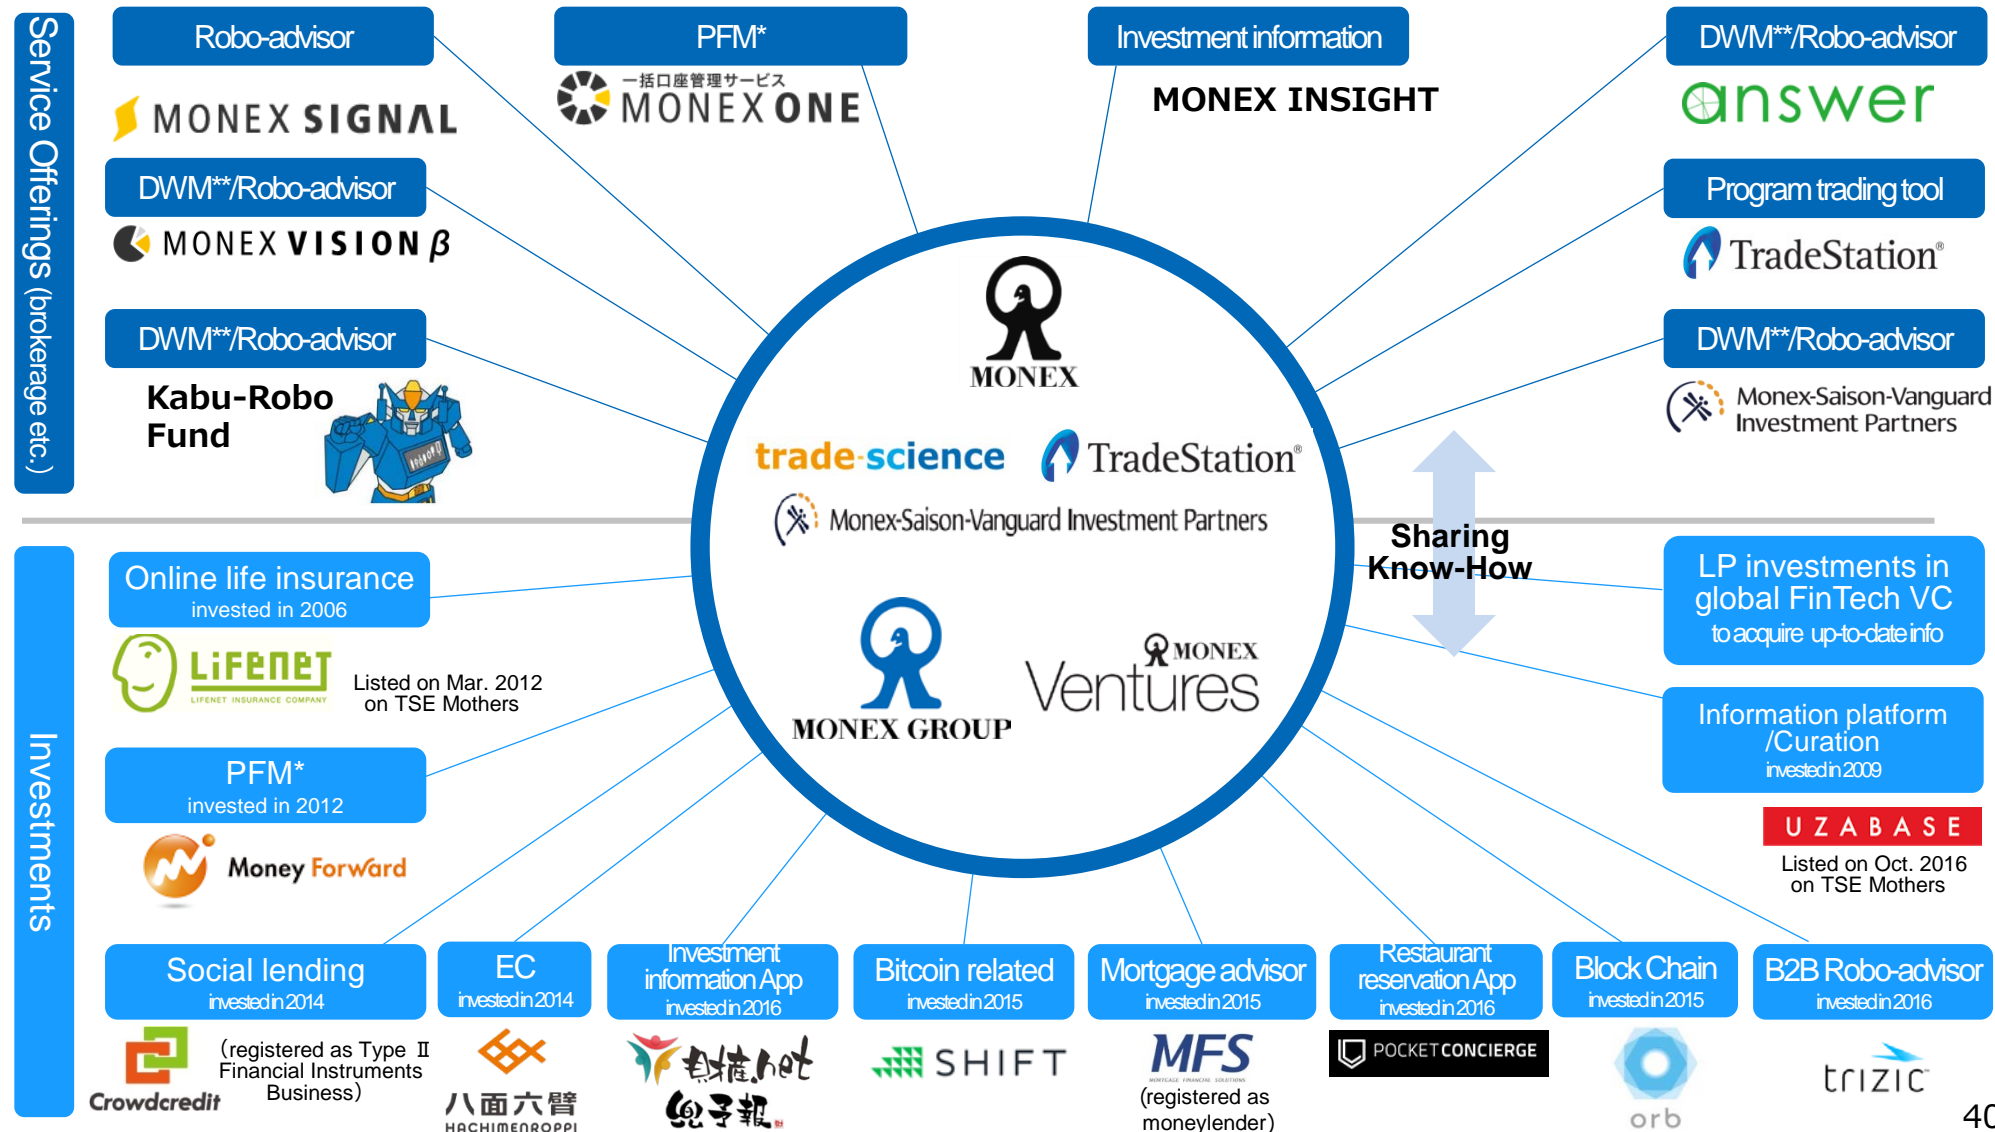 Service Offerings (brokerage etc.)
Robo-advisor
MONEX SIGNAL
DWM**/Robo-advisor
MONEX VISION β
DWM**/Robo-advisor
Kabu-Robo
Fund
PFM*
一括口座管理サービス
MONEX ONE
Investment information
MONEX INSIGHT
DWM**/Robo-advisor
answer
Program trading tool
TradeStation®
DWM**/Robo-advisor
Monex-Saison-Vanguard
Investment Partners
MONEX
trade-science
TradeStation®
Monex-Saison-Vanguard Investment Partners
MONEX GROUP
MONEX
Ventures
Sharing
Know-How
Investments
Online life insurance
invested in 2006
LIFENET
LIFENET INSURANCE COMPANY
Listed on Mar. 2012
on TSE Mothers
PFM*
invested in 2012
Money Forward
LP investments in
global FinTech VC
to acquire up-to-date info
Information platform
/Curation
invested in 2009
UZABASE
Listed on Oct. 2016
on TSE Mothers
Social lending
invested in 2014
Crowdcredit
(registered as Type Ⅱ
Financial Instruments
Business)
EC
invested in 2014
八面六臂
HACHIMENROPPI
Investment
information App
invested in 2016
財産.net
兜予報
Bitcoin related
invested in 2015
SHIFT
Mortgage advisor
invested in 2015
MFS
MORTGAGE FINANCIAL SOLUTIONS
(registered as
moneylender)
Restaurant
reservation App
invested in 2016
POCKET CONCIERGE
Block Chain
invested in 2015
orb
B2B Robo-advisor
invested in 2016
trizic
40